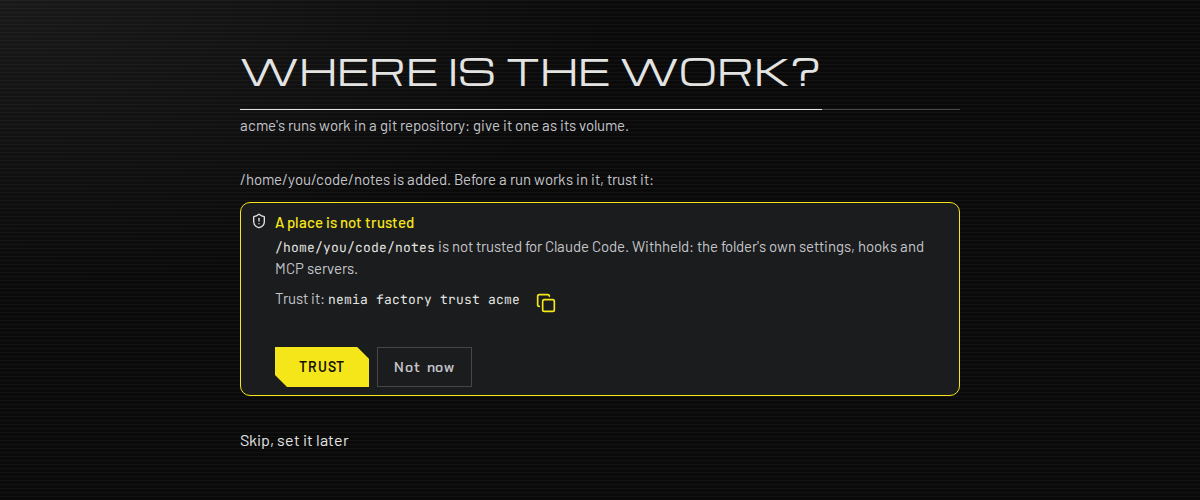 WHERE IS THE WORK?
acme's runs work in a git repository: give it one as its volume.
/home/you/code/notes is added. Before a run works in it, trust it:
A place is not trusted
/home/you/code/notes is not trusted for Claude Code. Withheld: the folder's own settings, hooks and
MCP servers.
Trust it: nemia factory trust acme
TRUST
Not now
Skip, set it later